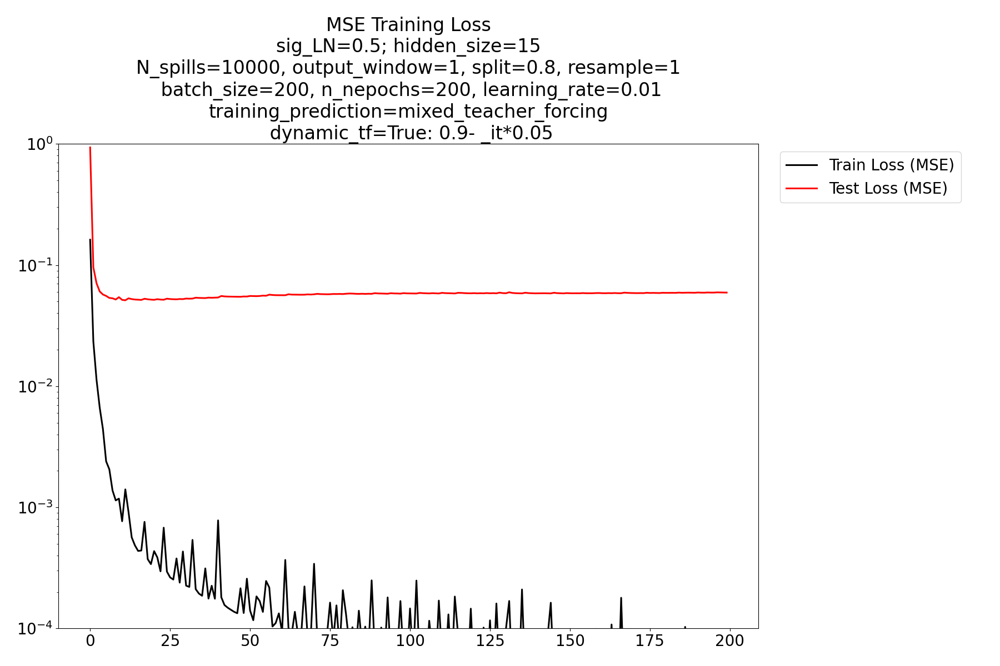 MSE Training Loss
sig_LN=0.5; hidden_size=15
N_spills=10000, output_window=1, split=0.8, resample=1
batch_size=200, n_nepochs=200, learning_rate=0.01
training_prediction=mixed_teacher_forcing
dynamic_tf=True: 0.9- _it*0.05
Train Loss (MSE)
Test Loss (MSE)
10⁰
10⁻¹
10⁻²
10⁻³
10⁻⁴
0 25 50 75 100 125 150 175 200